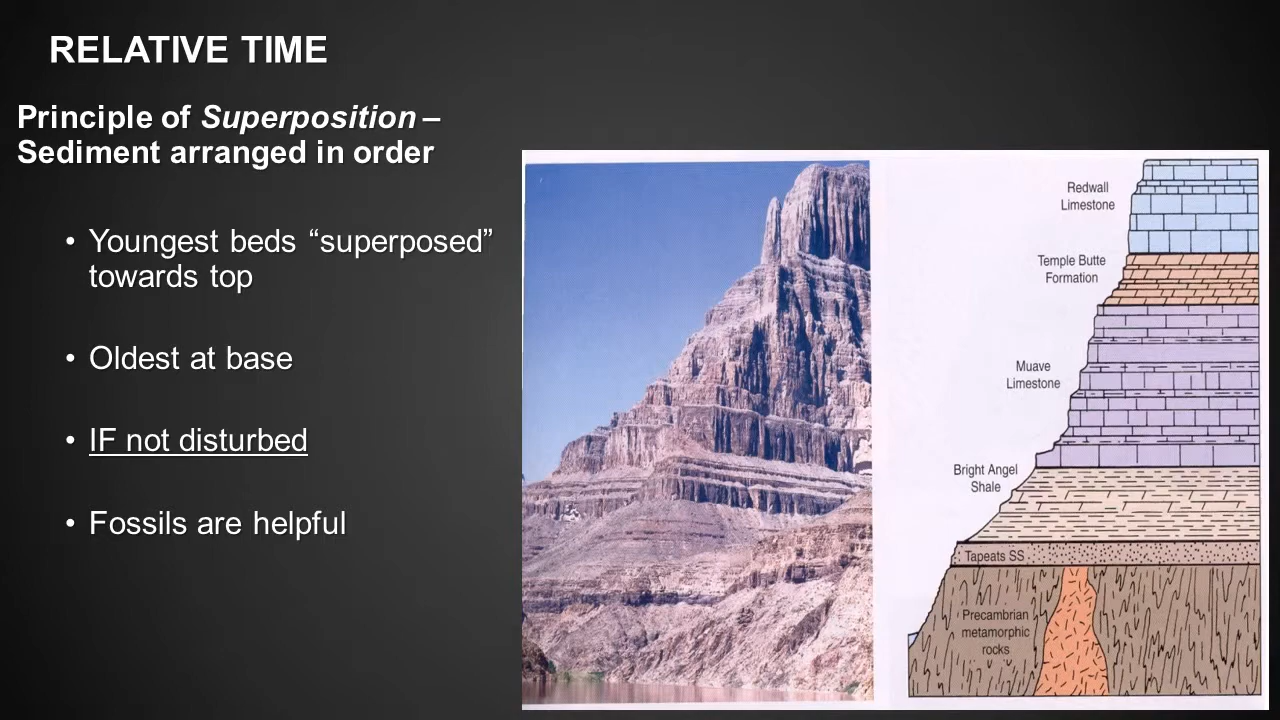 RELATIVE TIME
Principle of Superposition –
Sediment arranged in order
• Youngest beds “superposed”
towards top
• Oldest at base
• IF not disturbed
• Fossils are helpful
Redwall
Limestone
Temple Butte
Formation
Muave
Limestone
Bright Angel
Shale
Tapeats SS
Precambrian
metamorphic
rocks